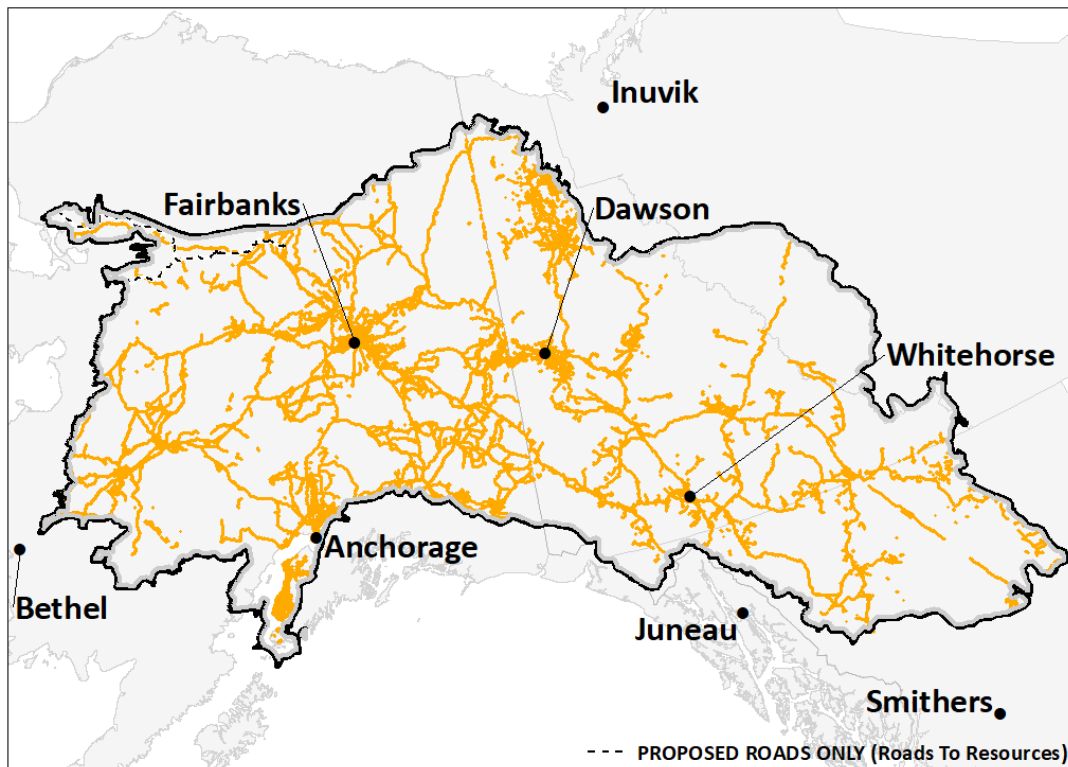 Inuvik
Fairbanks
Dawson
Whitehorse
Anchorage
Bethel
Juneau
Smithers
PROPOSED ROADS ONLY (Roads To Resources)